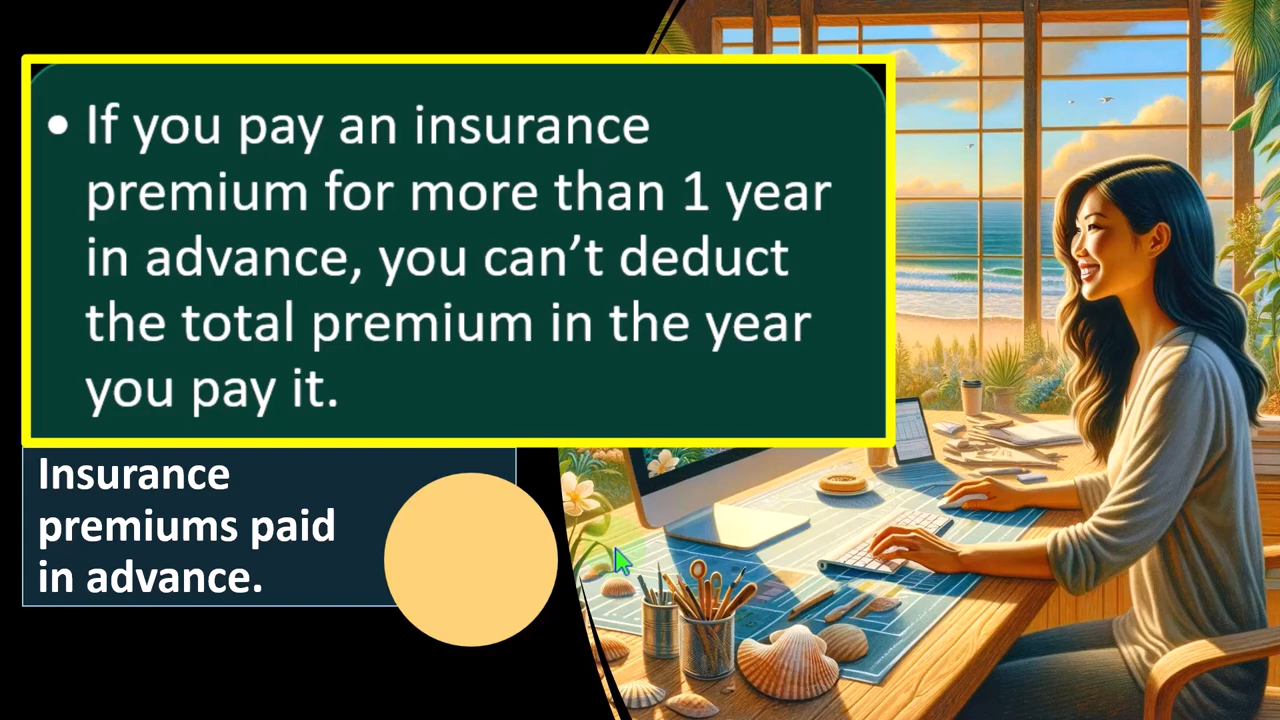 • If you pay an insurance
premium for more than 1 year
in advance, you can’t deduct
the total premium in the year
you pay it.
Insurance
premiums paid
in advance.